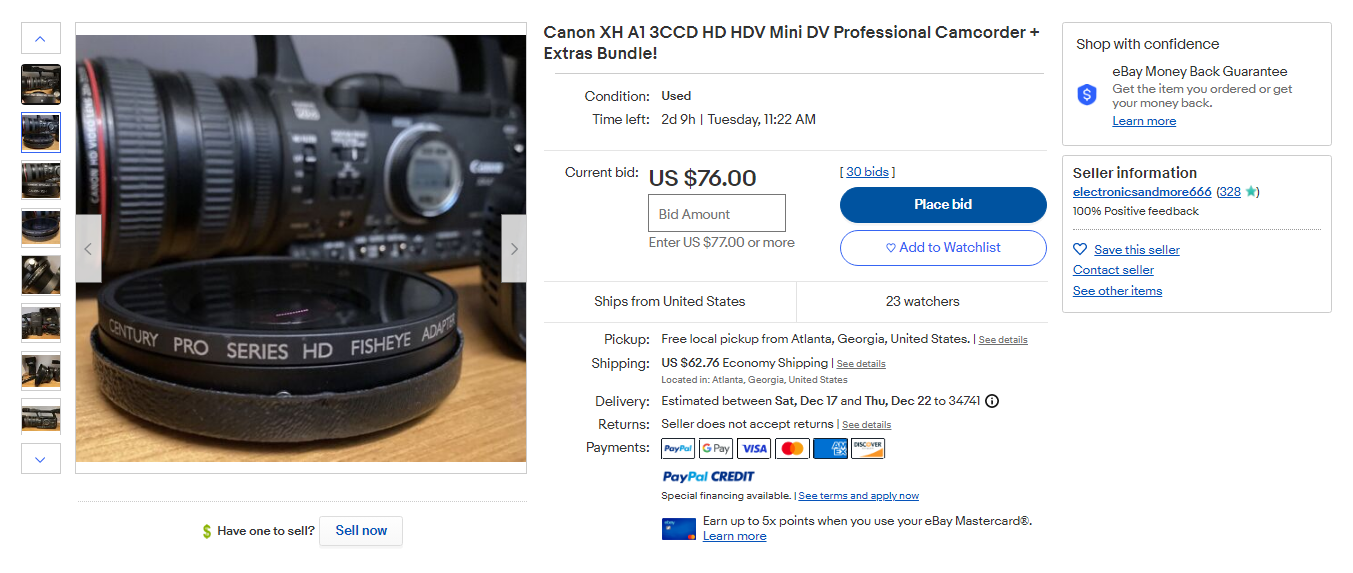 Canon XH A1 3CCD HD HDV Mini DV Professional Camcorder +
Extras Bundle!
Condition: Used
Time left: 2d 9h | Tuesday, 11:22 AM
Current bid: US $76.00
[ 30 bids ]
Bid Amount
Place bid
Enter US $77.00 or more
Add to Watchlist
Ships from United States
23 watchers
Pickup: Free local pickup from Atlanta, Georgia, United States. | See details
Shipping: US $62.76 Economy Shipping | See details
Located in: Atlanta, Georgia, United States
Delivery: Estimated between Sat, Dec 17 and Thu, Dec 22 to 34741
Returns: Seller does not accept returns | See details
Payments: PayPal G Pay VISA AM EX DISCOVER
PayPal CREDIT
Special financing available. | See terms and apply now
Earn up to 5x points when you use your eBay Mastercard®.
Learn more
CANON HD VIDEO LENS
Canon
CENTURY PRO SERIES HD FISHEYE ADAPTER
$ Have one to sell? Sell now
Shop with confidence
eBay Money Back Guarantee
Get the item you ordered or get
your money back.
Learn more
Seller information
electronicsandmore666 (328)
100% Positive feedback
Save this seller
Contact seller
See other items